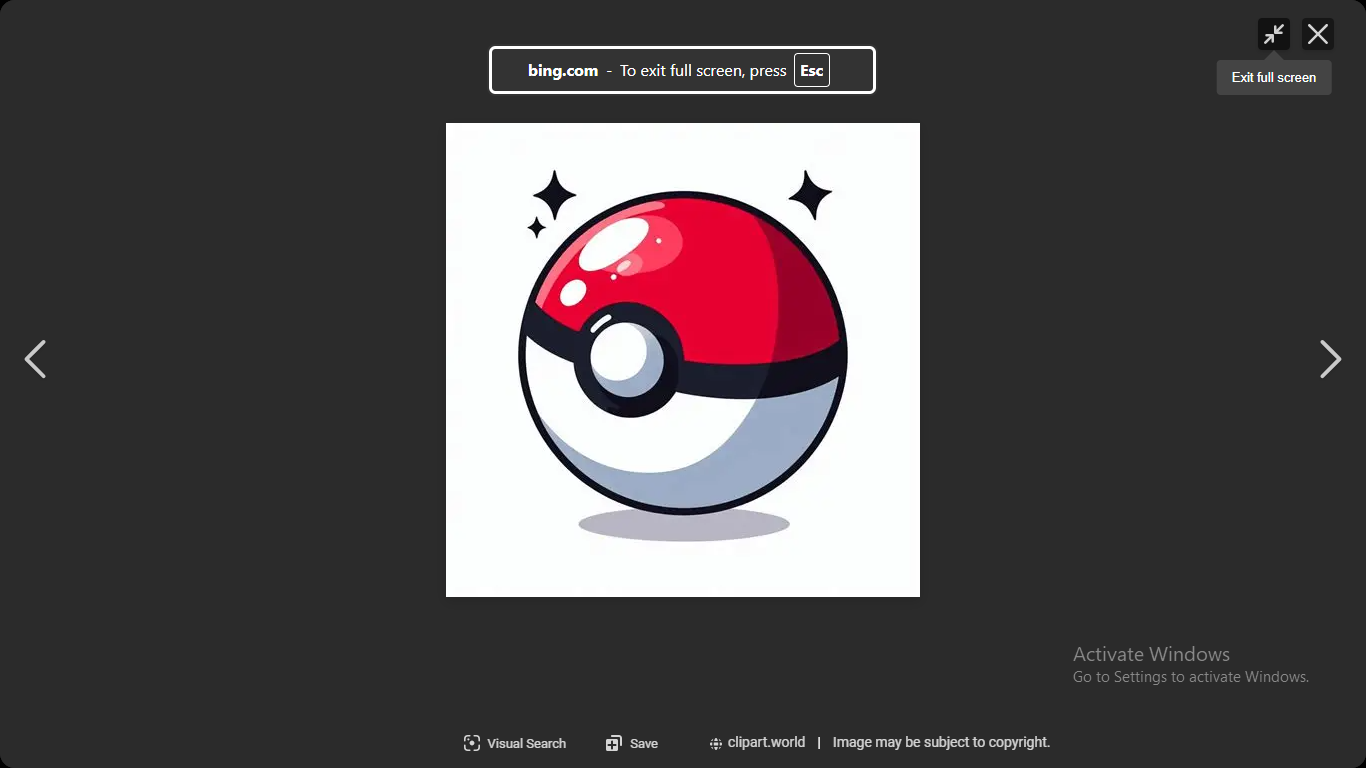 bing.com - To exit full screen, press Esc
Exit full screen
Activate Windows
Go to Settings to activate Windows.
Visual Search Save clipart.world | Image may be subject to copyright.